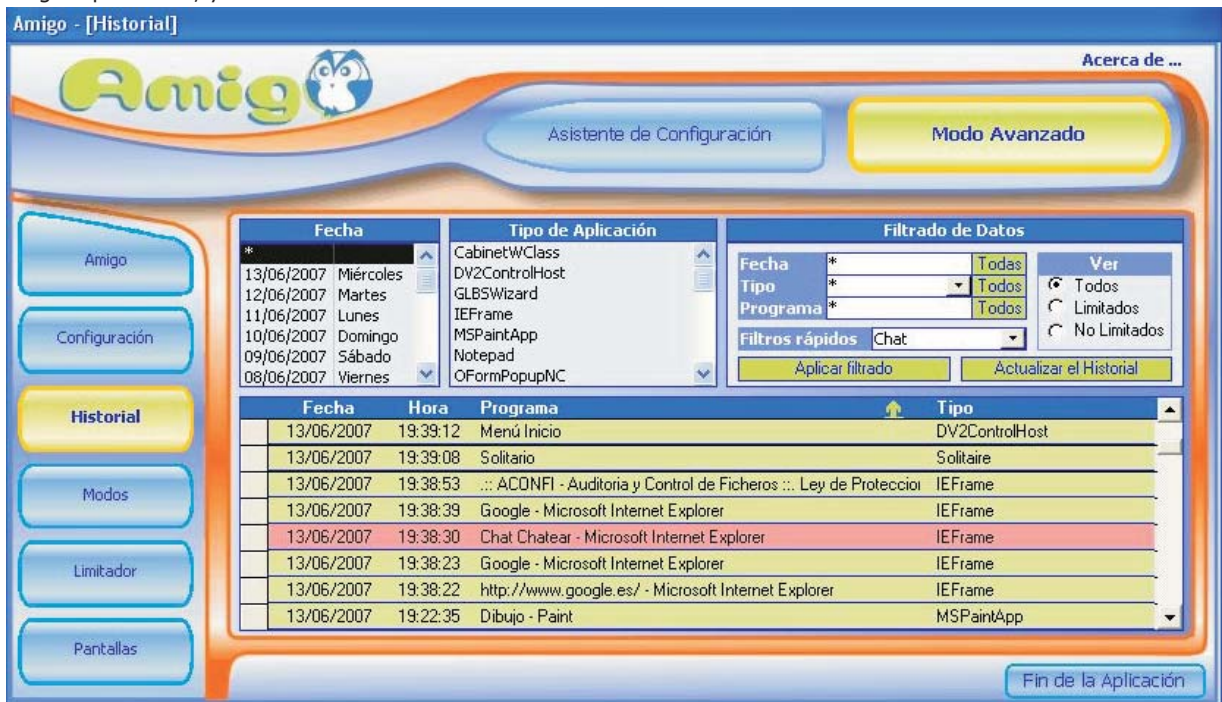 Amigo - [Historial]
Acerca de ...
Amigo
Asistente de Configuración
Modo Avanzado
Amigo
Configuración
Historial
Modos
Limitador
Pantallas
Fecha
*
13/06/2007 Miércoles
12/06/2007 Martes
11/06/2007 Lunes
10/06/2007 Domingo
09/06/2007 Sábado
08/06/2007 Viernes
Tipo de Aplicación
CabinetWClass
DV2ControlHost
GLBSWizard
IEFrame
MSPaintApp
Notepad
OFormPopupNC
Filtrado de Datos
Fecha * Todas
Tipo * Todos
Programa * Todos
Filtros rápidos Chat
Ver
Todos
Limitados
No Limitados
Aplicar filtrado
Actualizar el Historial
Fecha Hora Programa Tipo
13/06/2007 19:39:12 Menú Inicio DV2ControlHost
13/06/2007 19:39:08 Solitario Solitaire
13/06/2007 19:38:53 .:: ACONFI - Auditoria y Control de Ficheros ::. Ley de Proteccion IEFrame
13/06/2007 19:38:39 Google - Microsoft Internet Explorer IEFrame
13/06/2007 19:38:30 Chat Chatear - Microsoft Internet Explorer IEFrame
13/06/2007 19:38:23 Google - Microsoft Internet Explorer IEFrame
13/06/2007 19:38:22 http://www.google.es/ - Microsoft Internet Explorer IEFrame
13/06/2007 19:22:35 Dibujo - Paint MSPaintApp
Fin de la Aplicación